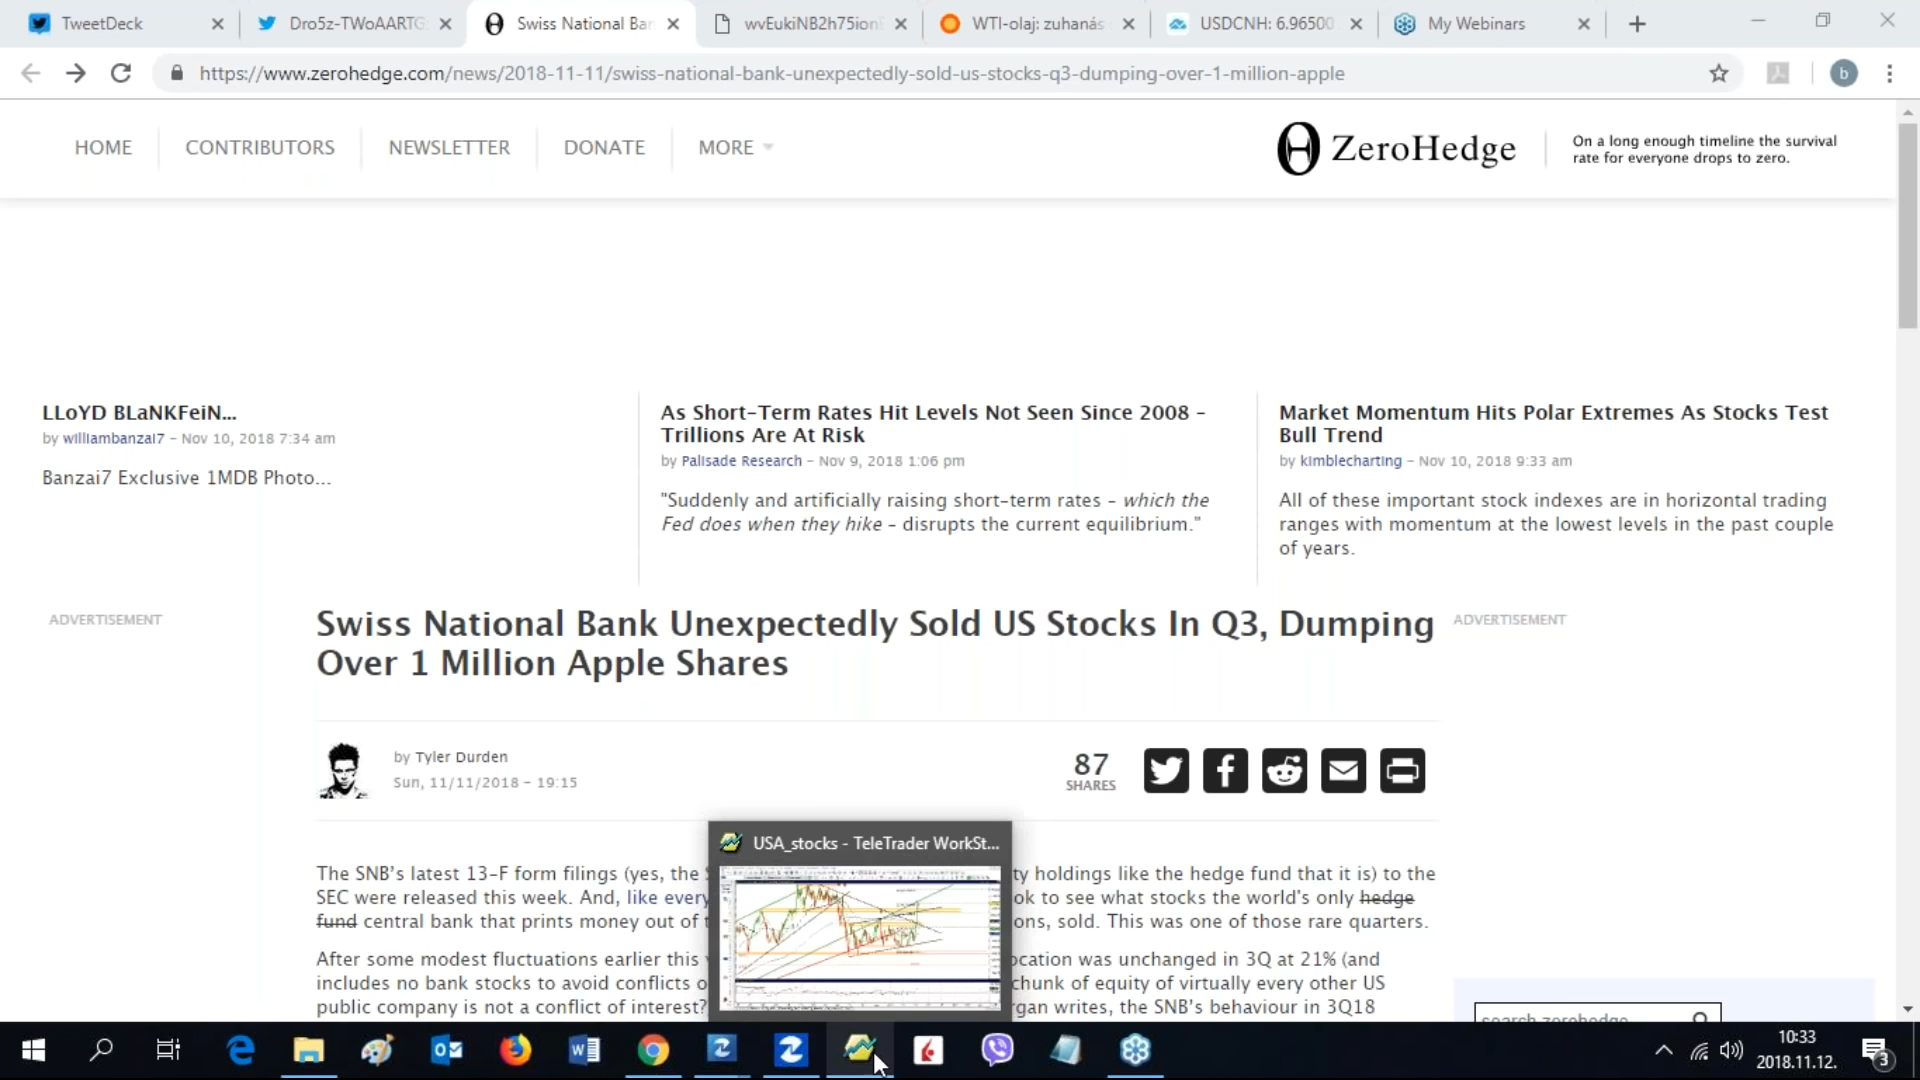 TweetDeck
Dro5z-TWoAARTG
Swiss National Ba
wvEukiNB2h75ion
WTI-olaj: zuhanás
USDCNH: 6.96500
My Webinars
https://www.zerohedge.com/news/2018-11-11/swiss-national-bank-unexpectedly-sold-us-stocks-q3-dumping-over-1-million-apple
b
HOME
CONTRIBUTORS
NEWSLETTER
DONATE
MORE
ZeroHedge
On a long enough timeline the survival
rate for everyone drops to zero.
LLoYD BLaNKFeiN...
by williambanzai7 - Nov 10, 2018 7:34 am
Banzai7 Exclusive 1MDB Photo...
As Short-Term Rates Hit Levels Not Seen Since 2008 -
Trillions Are At Risk
by Palisade Research - Nov 9, 2018 1:06 pm
"Suddenly and artificially raising short-term rates - which the
Fed does when they hike - disrupts the current equilibrium."
Market Momentum Hits Polar Extremes As Stocks Test
Bull Trend
by kimblecharting - Nov 10, 2018 9:33 am
All of these important stock indexes are in horizontal trading
ranges with momentum at the lowest levels in the past couple
of years.
ADVERTISEMENT
Swiss National Bank Unexpectedly Sold US Stocks In Q3, Dumping
Over 1 Million Apple Shares
ADVERTISEMENT
by Tyler Durden
Sun, 11/11/2018 - 19:15
87
SHARES
USA_stocks - TeleTrader WorkSt...
The SNB's latest 13-F form filings (yes, the ty holdings like the hedge fund that it is) to the
SEC were released this week. And, like every ok to see what stocks the world's only hedge
fund central bank that prints money out of ons, sold. This was one of those rare quarters.
After some modest fluctuations earlier this ocation was unchanged in 3Q at 21% (and
includes no bank stocks to avoid conflicts o chunk of equity of virtually every other US
public company is not a conflict of interest? gan writes, the SNB's behaviour in 3Q18
search zerohedge
10:33
2018.11.12.
3